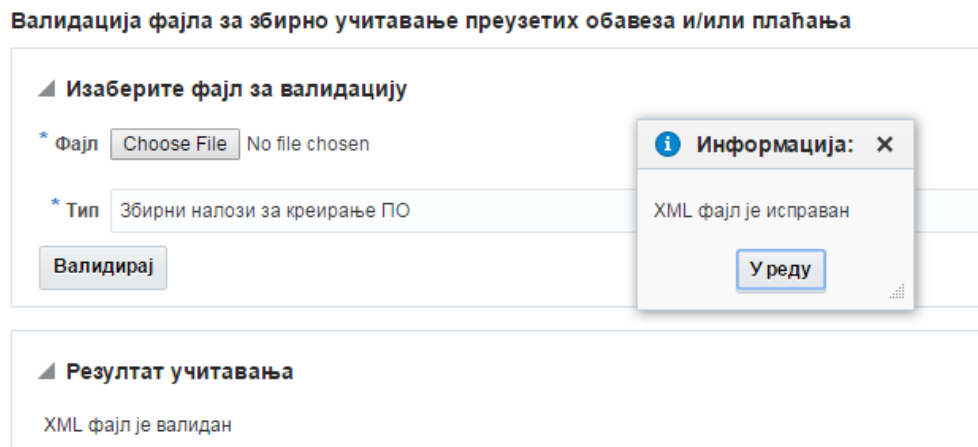 Валидација фајла за збирно учитавање преузетих обавеза и/или плаћања
Изаберите фајл за валидацију
* Фајл Choose File No file chosen
* Тип Збирни налози за креирање ПО
Валидирај
Информација:
XML фајл је исправан
У реду
Резултат учитавања
XML фајл је валидан